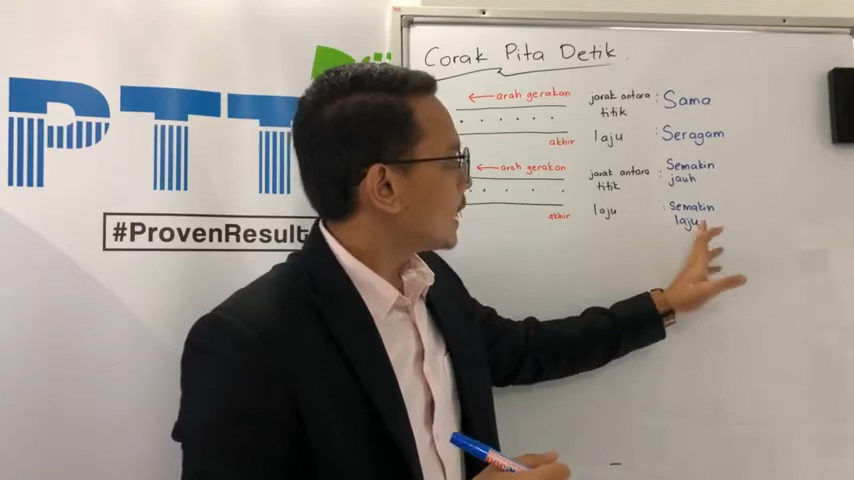 PTT
#ProvenResult
Corak Pita Detik
arah gerakan
akhir
jarak antara titik : Sama
laju : Seragam
arah gerakan
akhir
jarak antara titik : Semakin jauh
laju : Semakin laju